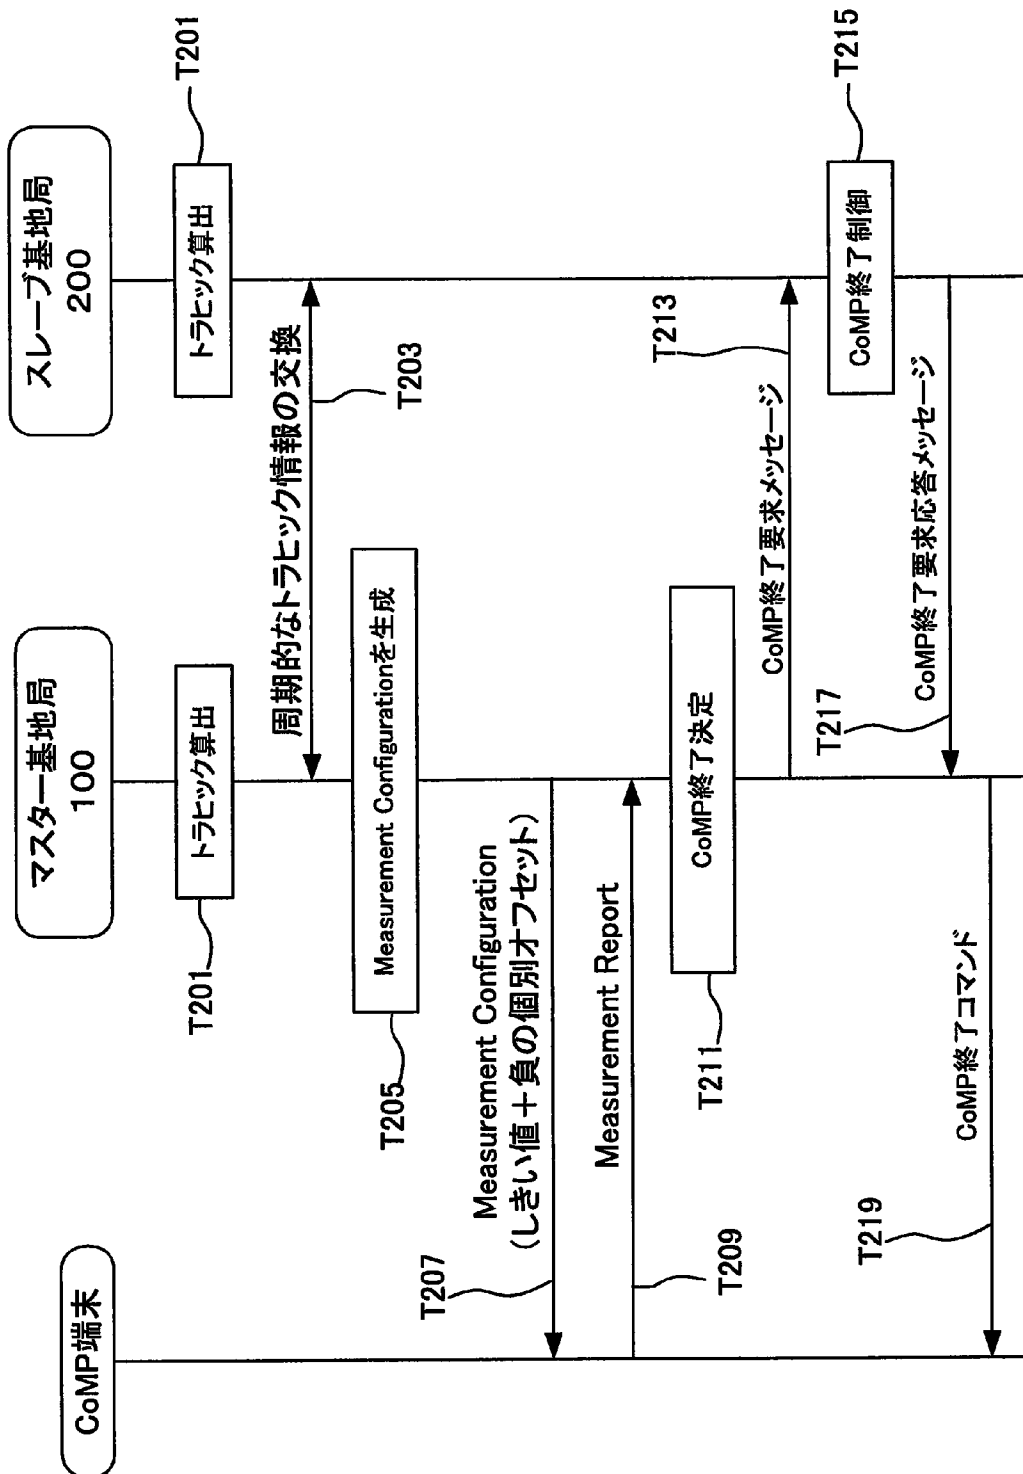 CoMP端末
マスター基地局
100
スレーブ基地局
200
T201
トラヒック算出
トラヒック算出
T201
周期的なトラヒック情報の交換
T203
Measurement Configurationを生成
T205
Measurement Configuration
(しきい値+負の個別オフセット)
T207
Measurement Report
T209
CoMP終了決定
T211
CoMP終了要求メッセージ
T213
CoMP終了制御
T215
CoMP終了要求応答メッセージ
T217
CoMP終了コマンド
T219